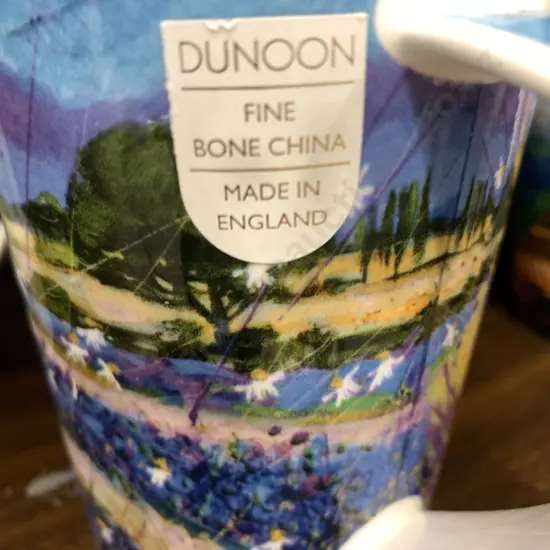 DUNOON
FINE
BONE CHINA
MADE IN
ENGLAND